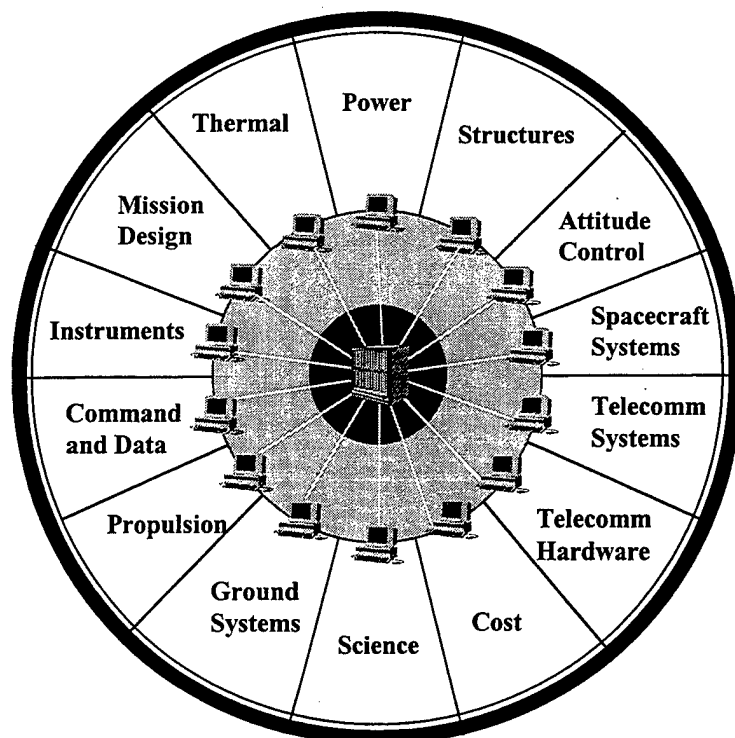 Power
Structures
Attitude
Control
Spacecraft
Systems
Telecomm
Systems
Telecomm
Hardware
Cost
Science
Ground
Systems
Propulsion
Command
and Data
Instruments
Mission
Design
Thermal